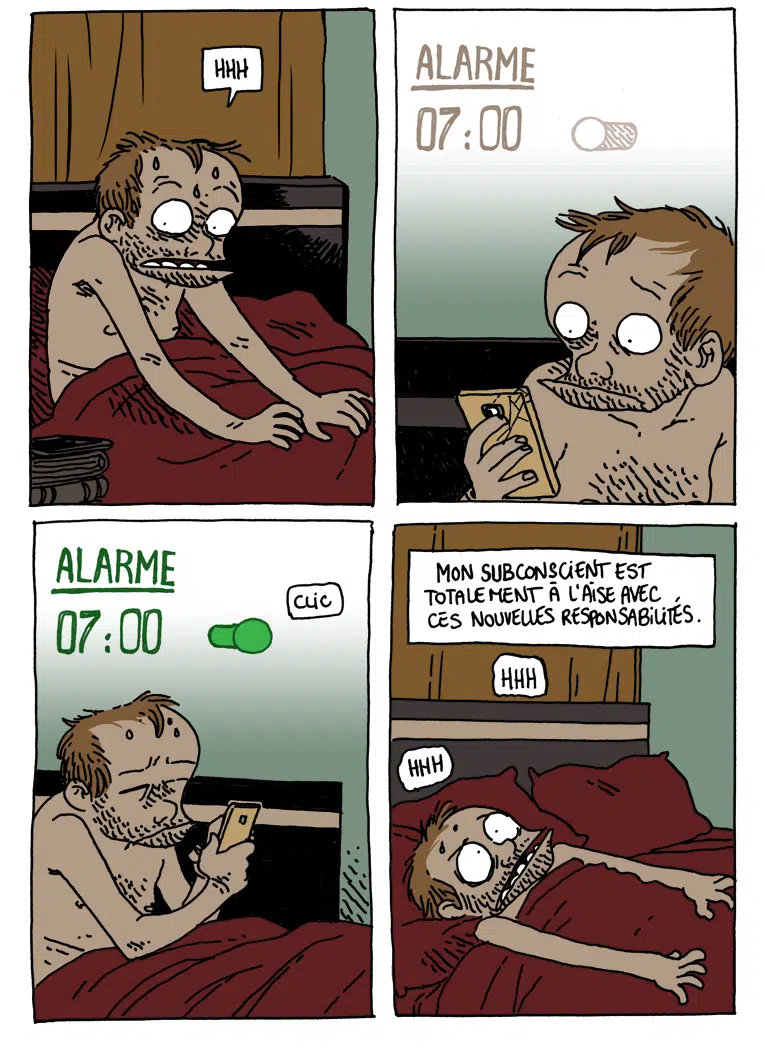 HHH
ALARME
07:00
ALARME
07:00
CLIC
MON SUBCONSCIENT EST
TOTALEMENT À L'AISE AVEC
CES NOUVELLES RESPONSABILITÉS.
HHH
HHH